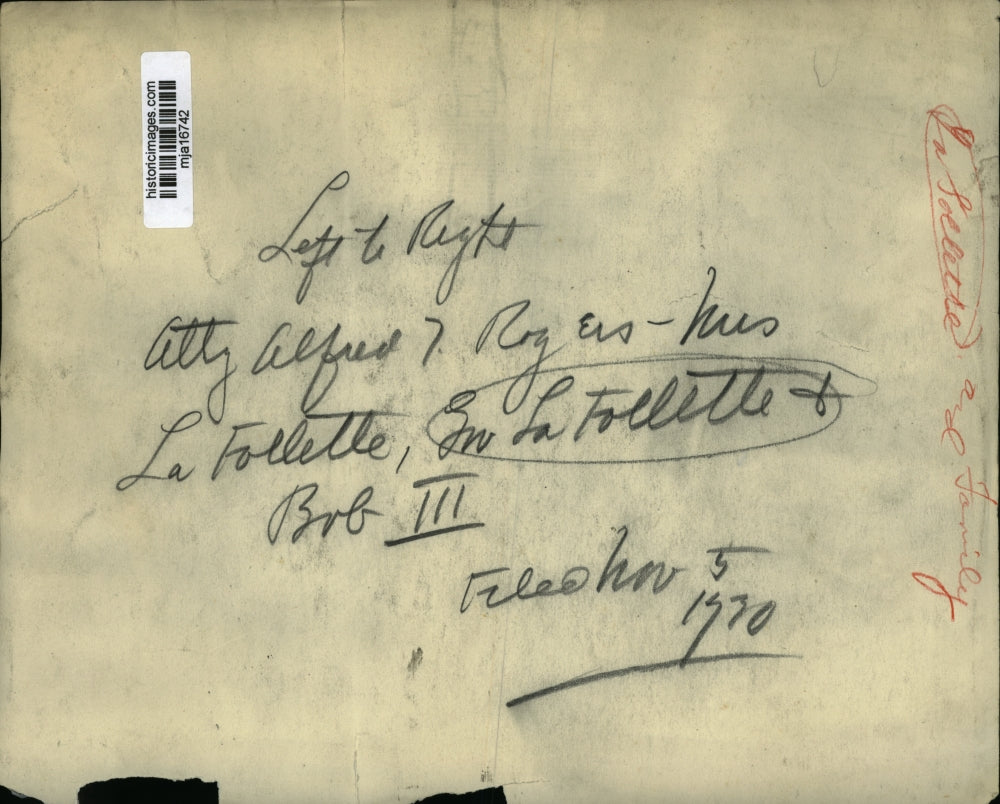 historicimages.com
mja16742
Left to Right
Atty Alfred T. Rogers - Mrs
La Follette, Gov La Follette &
Bob III
Filed Nov 5
1930
La Follette and Family